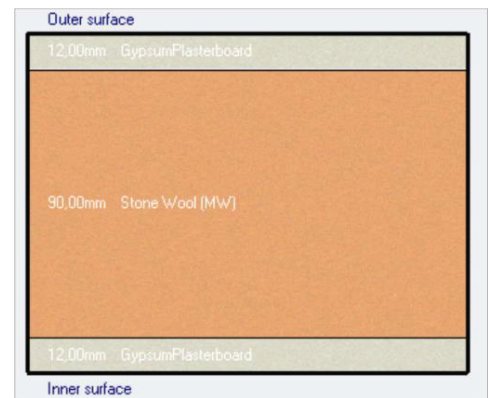 Outer surface
12,00mm GypsumPlasterboard
90,00mm Stone Wool (MW)
12,00mm GypsumPlasterboard
Inner surface